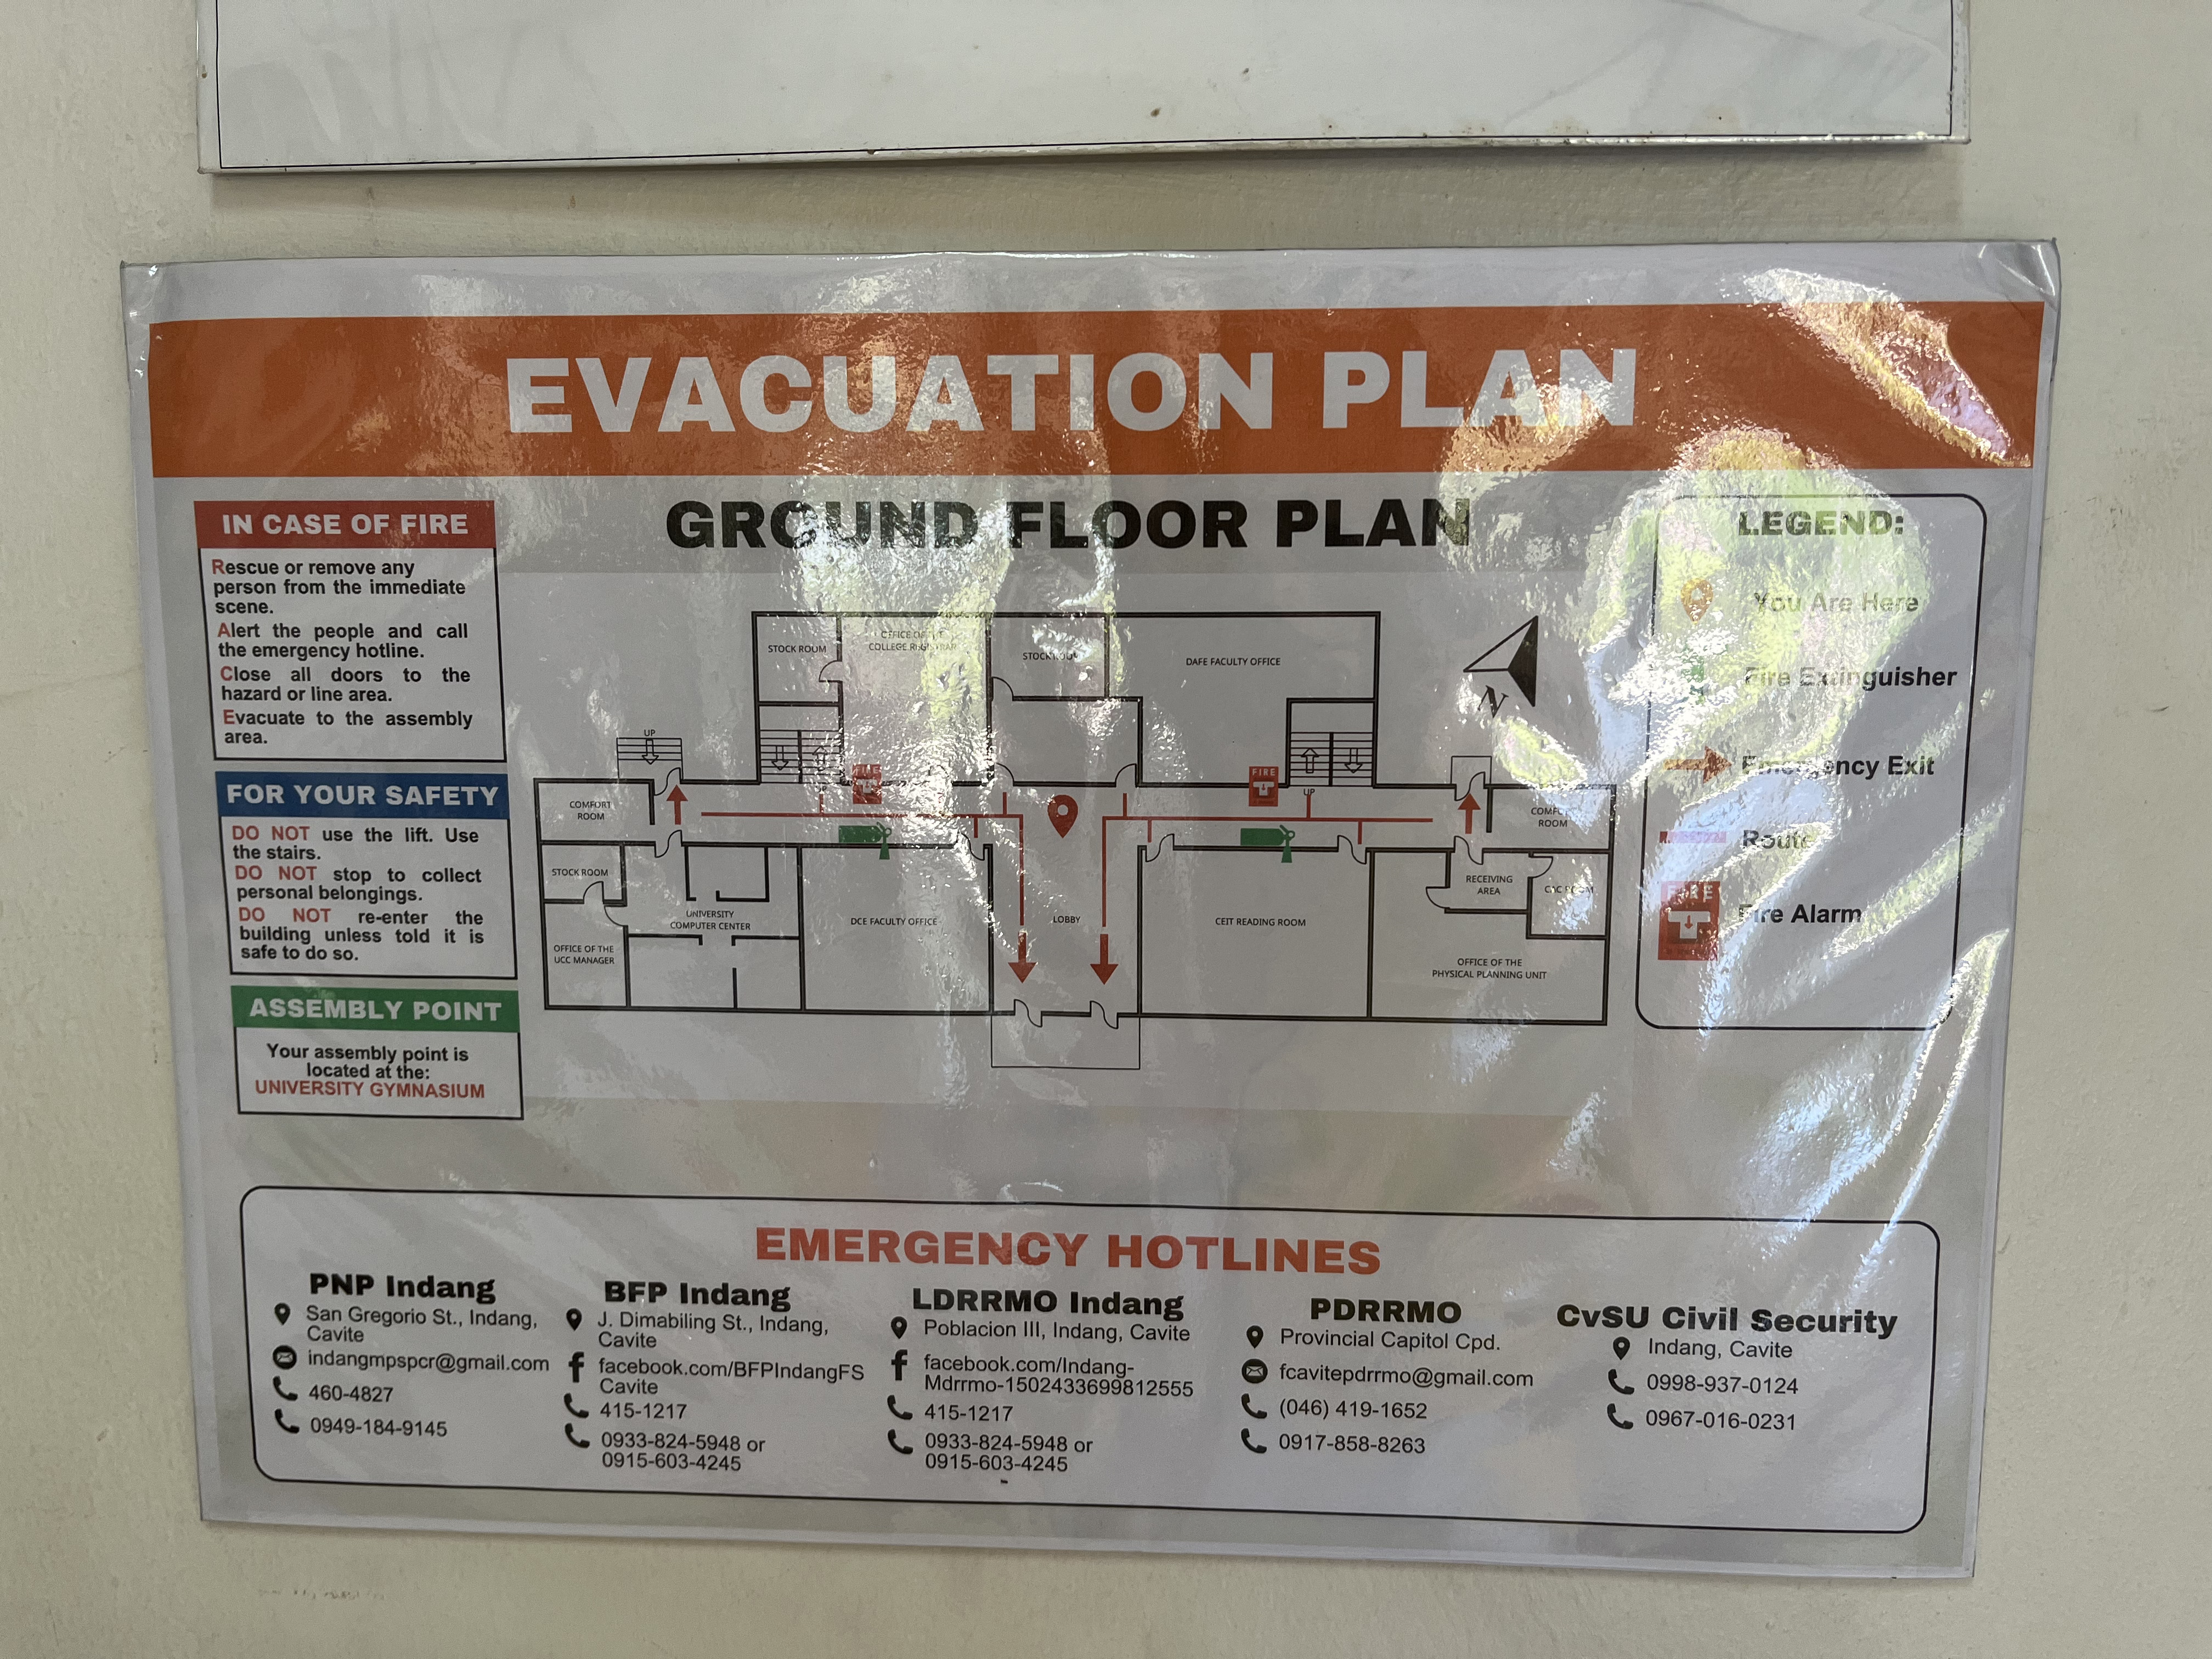 EVACUATION PLAN
GROUND FLOOR PLAN
IN CASE OF FIRE
Rescue or remove any
person from the immediate
scene.
Alert the people and call
the emergency hotline.
Close all doors to the
hazard or line area.
Evacuate to the assembly
area.
FOR YOUR SAFETY
DO NOT use the lift. Use
the stairs.
DO NOT stop to collect
personal belongings.
DO NOT re-enter the
building unless told it is
safe to do so.
ASSEMBLY POINT
Your assembly point is
located at the:
UNIVERSITY GYMNASIUM
STOCK ROOM
OFFICE OF THE
COLLEGE REGISTRAR
STOCK ROOM
DAFE FACULTY OFFICE
N
UP
COMFORT
ROOM
UP
FIRE
FIRE
UP
COMFORT
ROOM
STOCK ROOM
UNIVERSITY
COMPUTER CENTER
OFFICE OF THE
UCC MANAGER
DCE FACULTY OFFICE
LOBBY
CEIT READING ROOM
RECEIVING
AREA
ROOM
OFFICE OF THE
PHYSICAL PLANNING UNIT
LEGEND:
You Are Here
Fire Extinguisher
Emergency Exit
Route
FIRE
Fire Alarm
EMERGENCY HOTLINES
PNP Indang
San Gregorio St., Indang,
Cavite
indangmpspcr@gmail.com
460-4827
0949-184-9145
BFP Indang
J. Dimabiling St., Indang,
Cavite
facebook.com/BFPIndangFS
Cavite
415-1217
0933-824-5948 or
0915-603-4245
LDRRMO Indang
Poblacion III, Indang, Cavite
facebook.com/Indang-
Mdrrmo-1502433699812555
415-1217
0933-824-5948 or
0915-603-4245
-
PDRRMO
Provincial Capitol Cpd.
fcavitepdrrmo@gmail.com
(046) 419-1652
0917-858-8263
CvSU Civil Security
Indang, Cavite
0998-937-0124
0967-016-0231